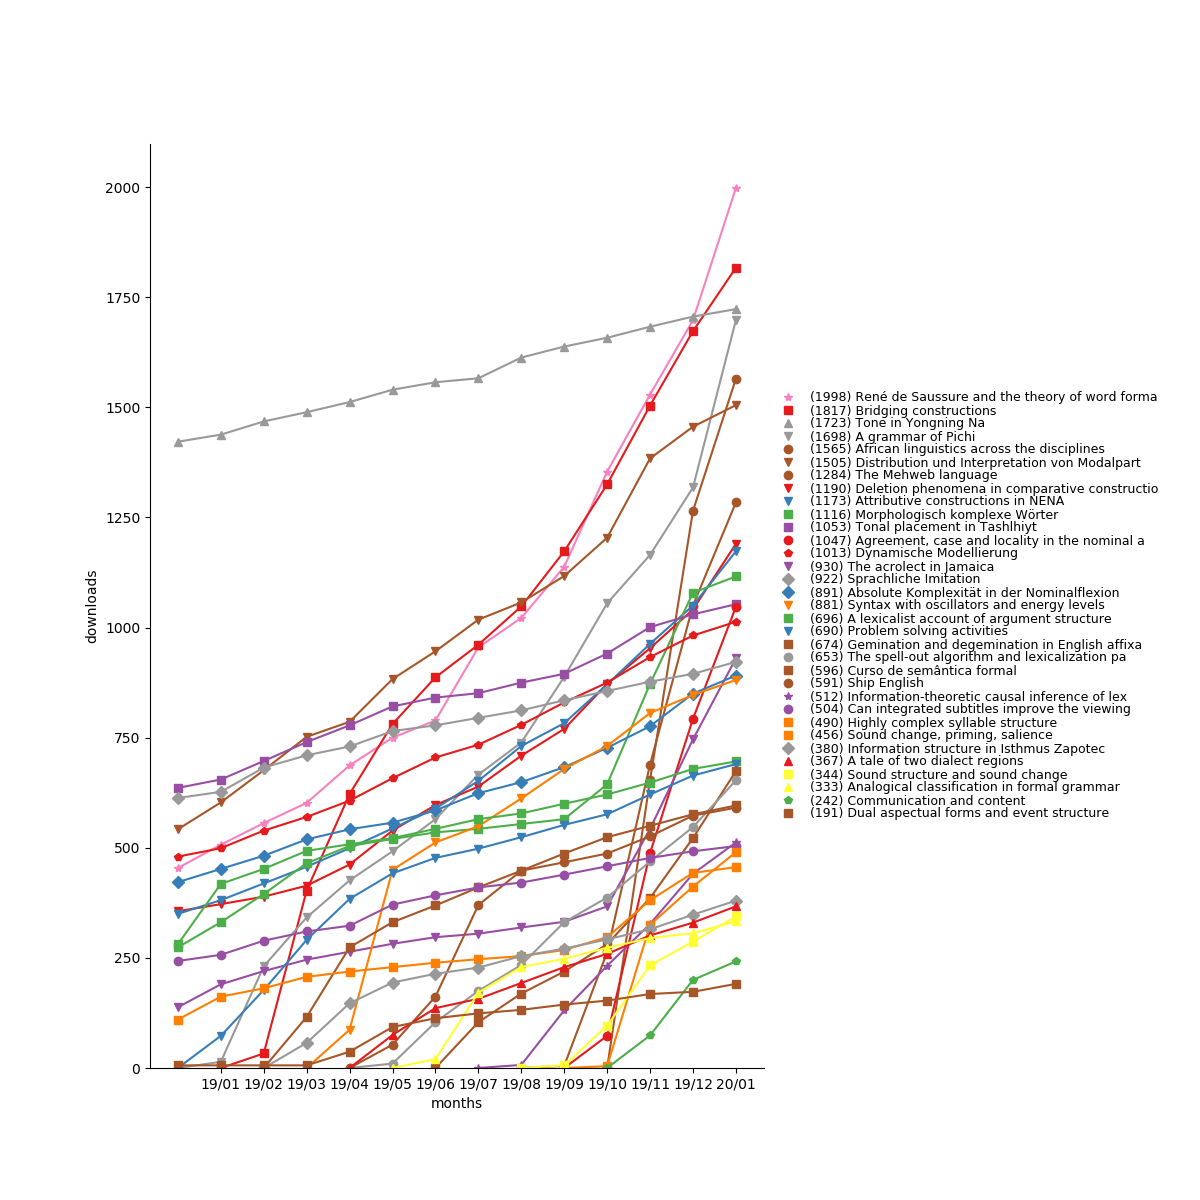 2000
1750
1500
1250
1000
750
500
250
0
downloads
19/01 19/02 19/03 19/04 19/05 19/06 19/07 19/08 19/09 19/10 19/11 19/12 20/01
months
(1998) René de Saussure and the theory of word forma
(1817) Bridging constructions
(1723) Tone in Yongning Na
(1698) A grammar of Pichi
(1565) African linguistics across the disciplines
(1505) Distribution und Interpretation von Modalpart
(1284) The Mehweb language
(1190) Deletion phenomena in comparative constructio
(1173) Attributive constructions in NENA
(1116) Morphologisch komplexe Wörter
(1053) Tonal placement in Tashlhiyt
(1047) Agreement, case and locality in the nominal a
(1013) Dynamische Modellierung
(930) The acrolect in Jamaica
(922) Sprachliche Imitation
(891) Absolute Komplexität in der Nominalflexion
(881) Syntax with oscillators and energy levels
(696) A lexicalist account of argument structure
(690) Problem solving activities
(674) Gemination and degemination in English affixa
(653) The spell-out algorithm and lexicalization pa
(596) Curso de semântica formal
(591) Ship English
(512) Information-theoretic causal inference of lex
(504) Can integrated subtitles improve the viewing
(490) Highly complex syllable structure
(456) Sound change, priming, salience
(380) Information structure in Isthmus Zapotec
(367) A tale of two dialect regions
(344) Sound structure and sound change
(333) Analogical classification in formal grammar
(242) Communication and content
(191) Dual aspectual forms and event structure